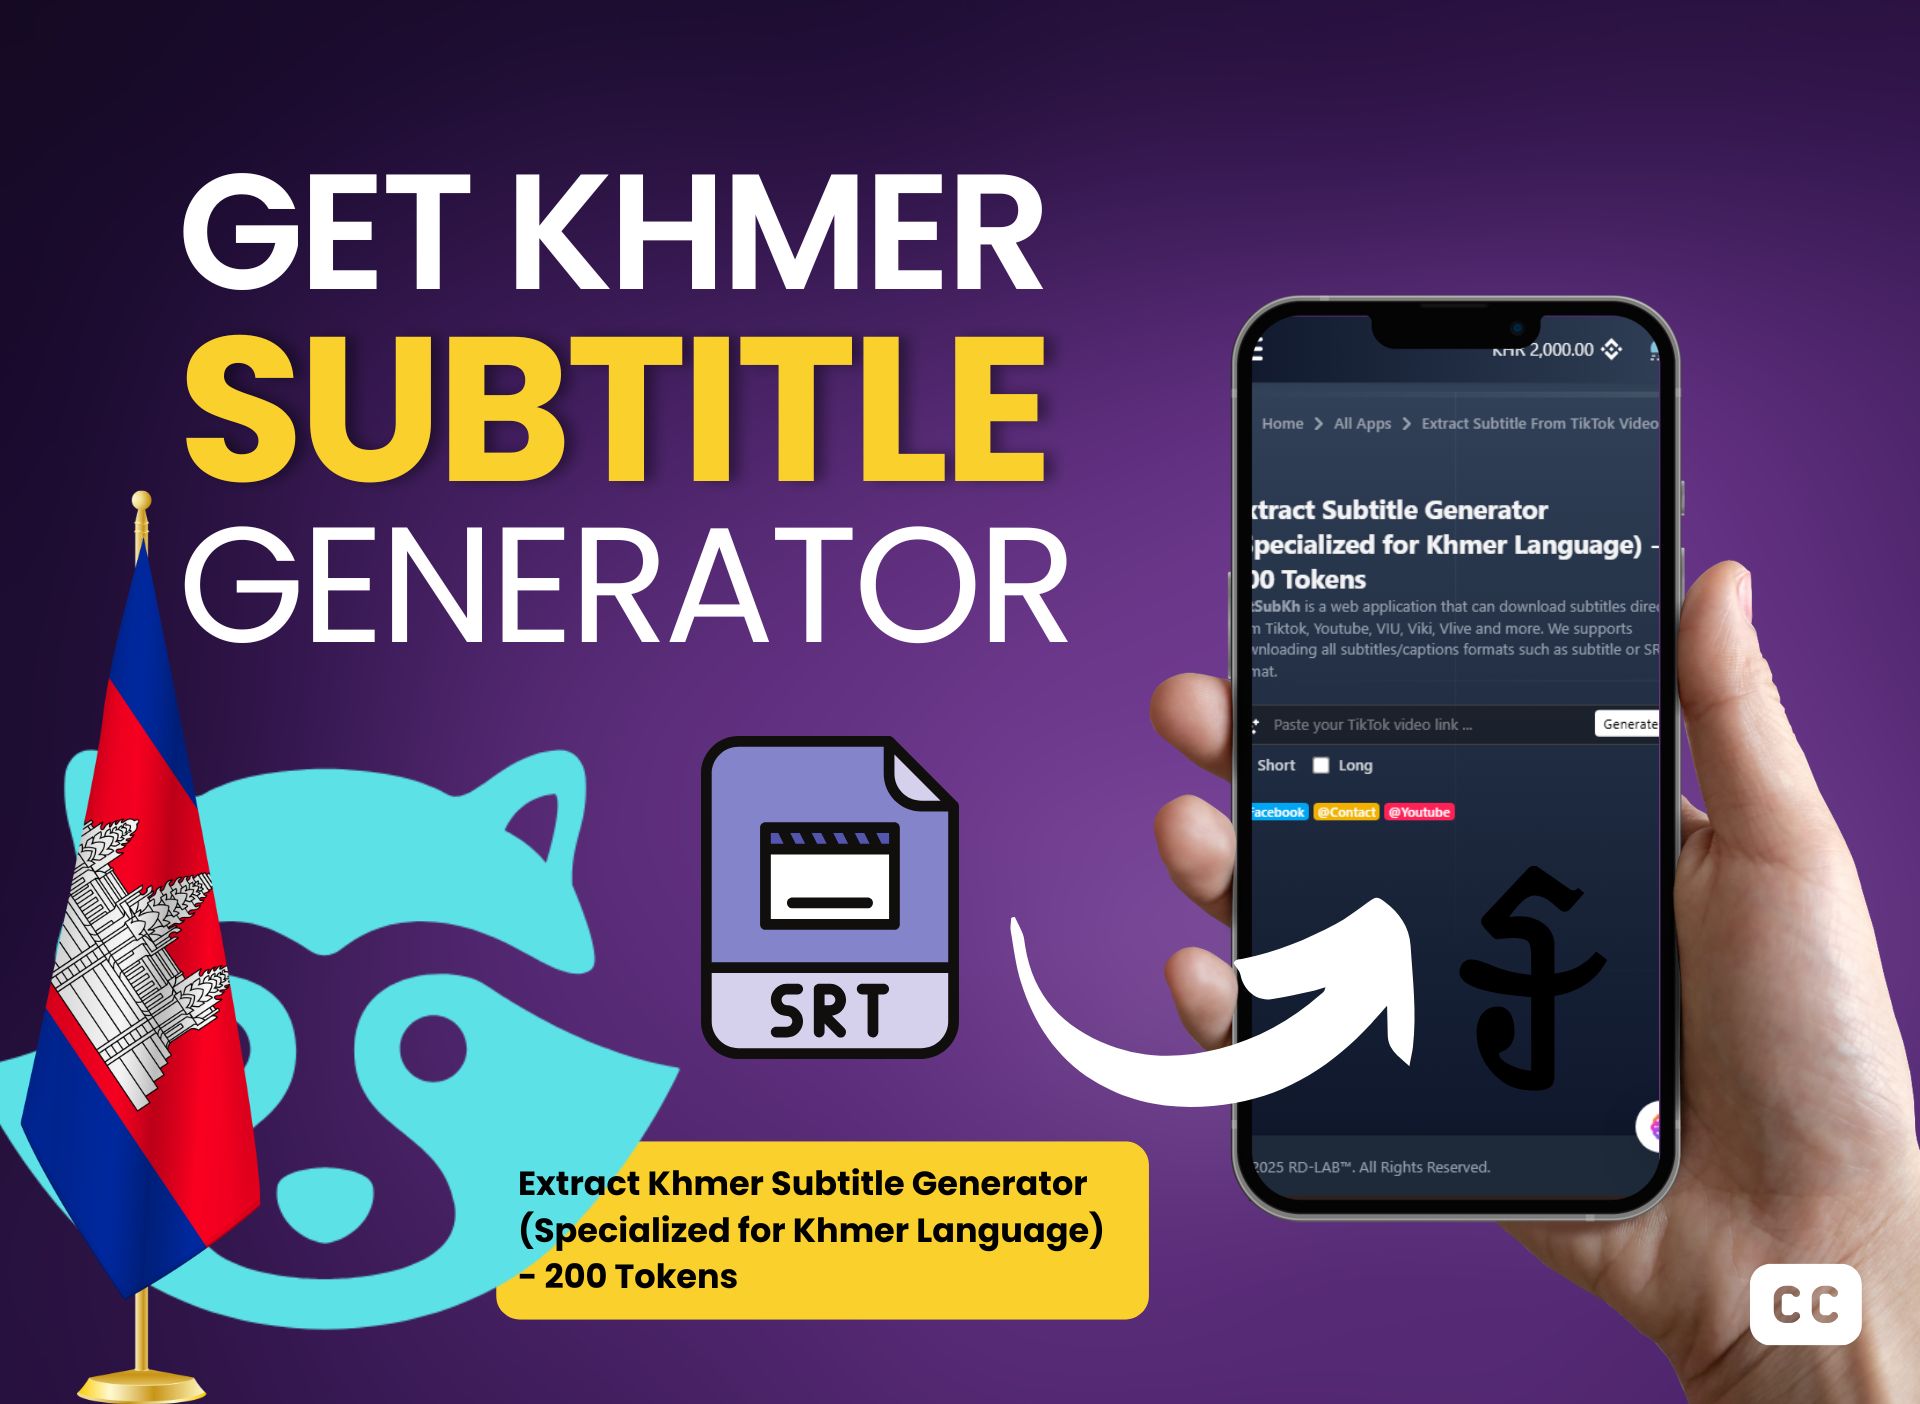 GET KHMER
SUBTITLE
GENERATOR
SRT
Extract Khmer Subtitle Generator
(Specialized for Khmer Language)
- 200 Tokens
KHR 2,000.00
Home > All Apps > Extract Subtitle From TikTok Video
xtract Subtitle Generator
pecialized for Khmer Language) -
00 Tokens
SubKh is a web application that can download subtitles direc
m Tiktok, Youtube, VIU, Viki, Vlive and more. We supports
wnloading all subtitles/captions formats such as subtitle or SR
mat.
Paste your TikTok video link ...
Generate
Short
Long
Facebook @Contact @Youtube
2025 RD-LAB™. All Rights Reserved.
CC